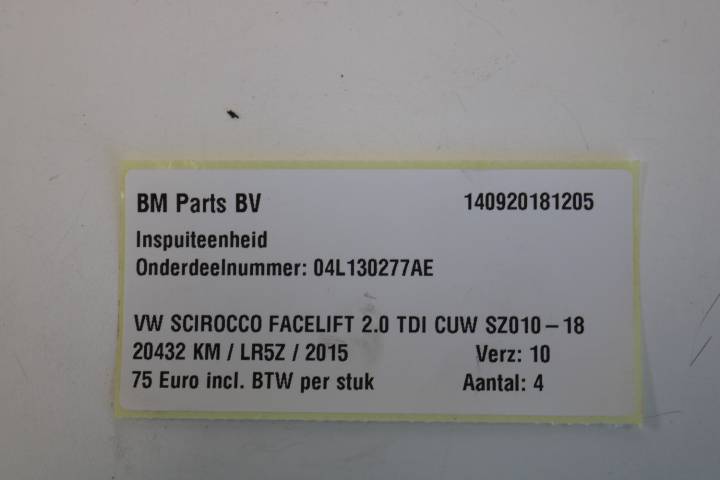 BM Parts BV 140920181205
Inspuiteenheid
Onderdeelnummer: 04L130277AE
VW SCIROCCO FACELIFT 2.0 TDI CUW SZ010-18
20432 KM / LR5Z / 2015 Verz: 10
75 Euro incl. BTW per stuk Aantal: 4